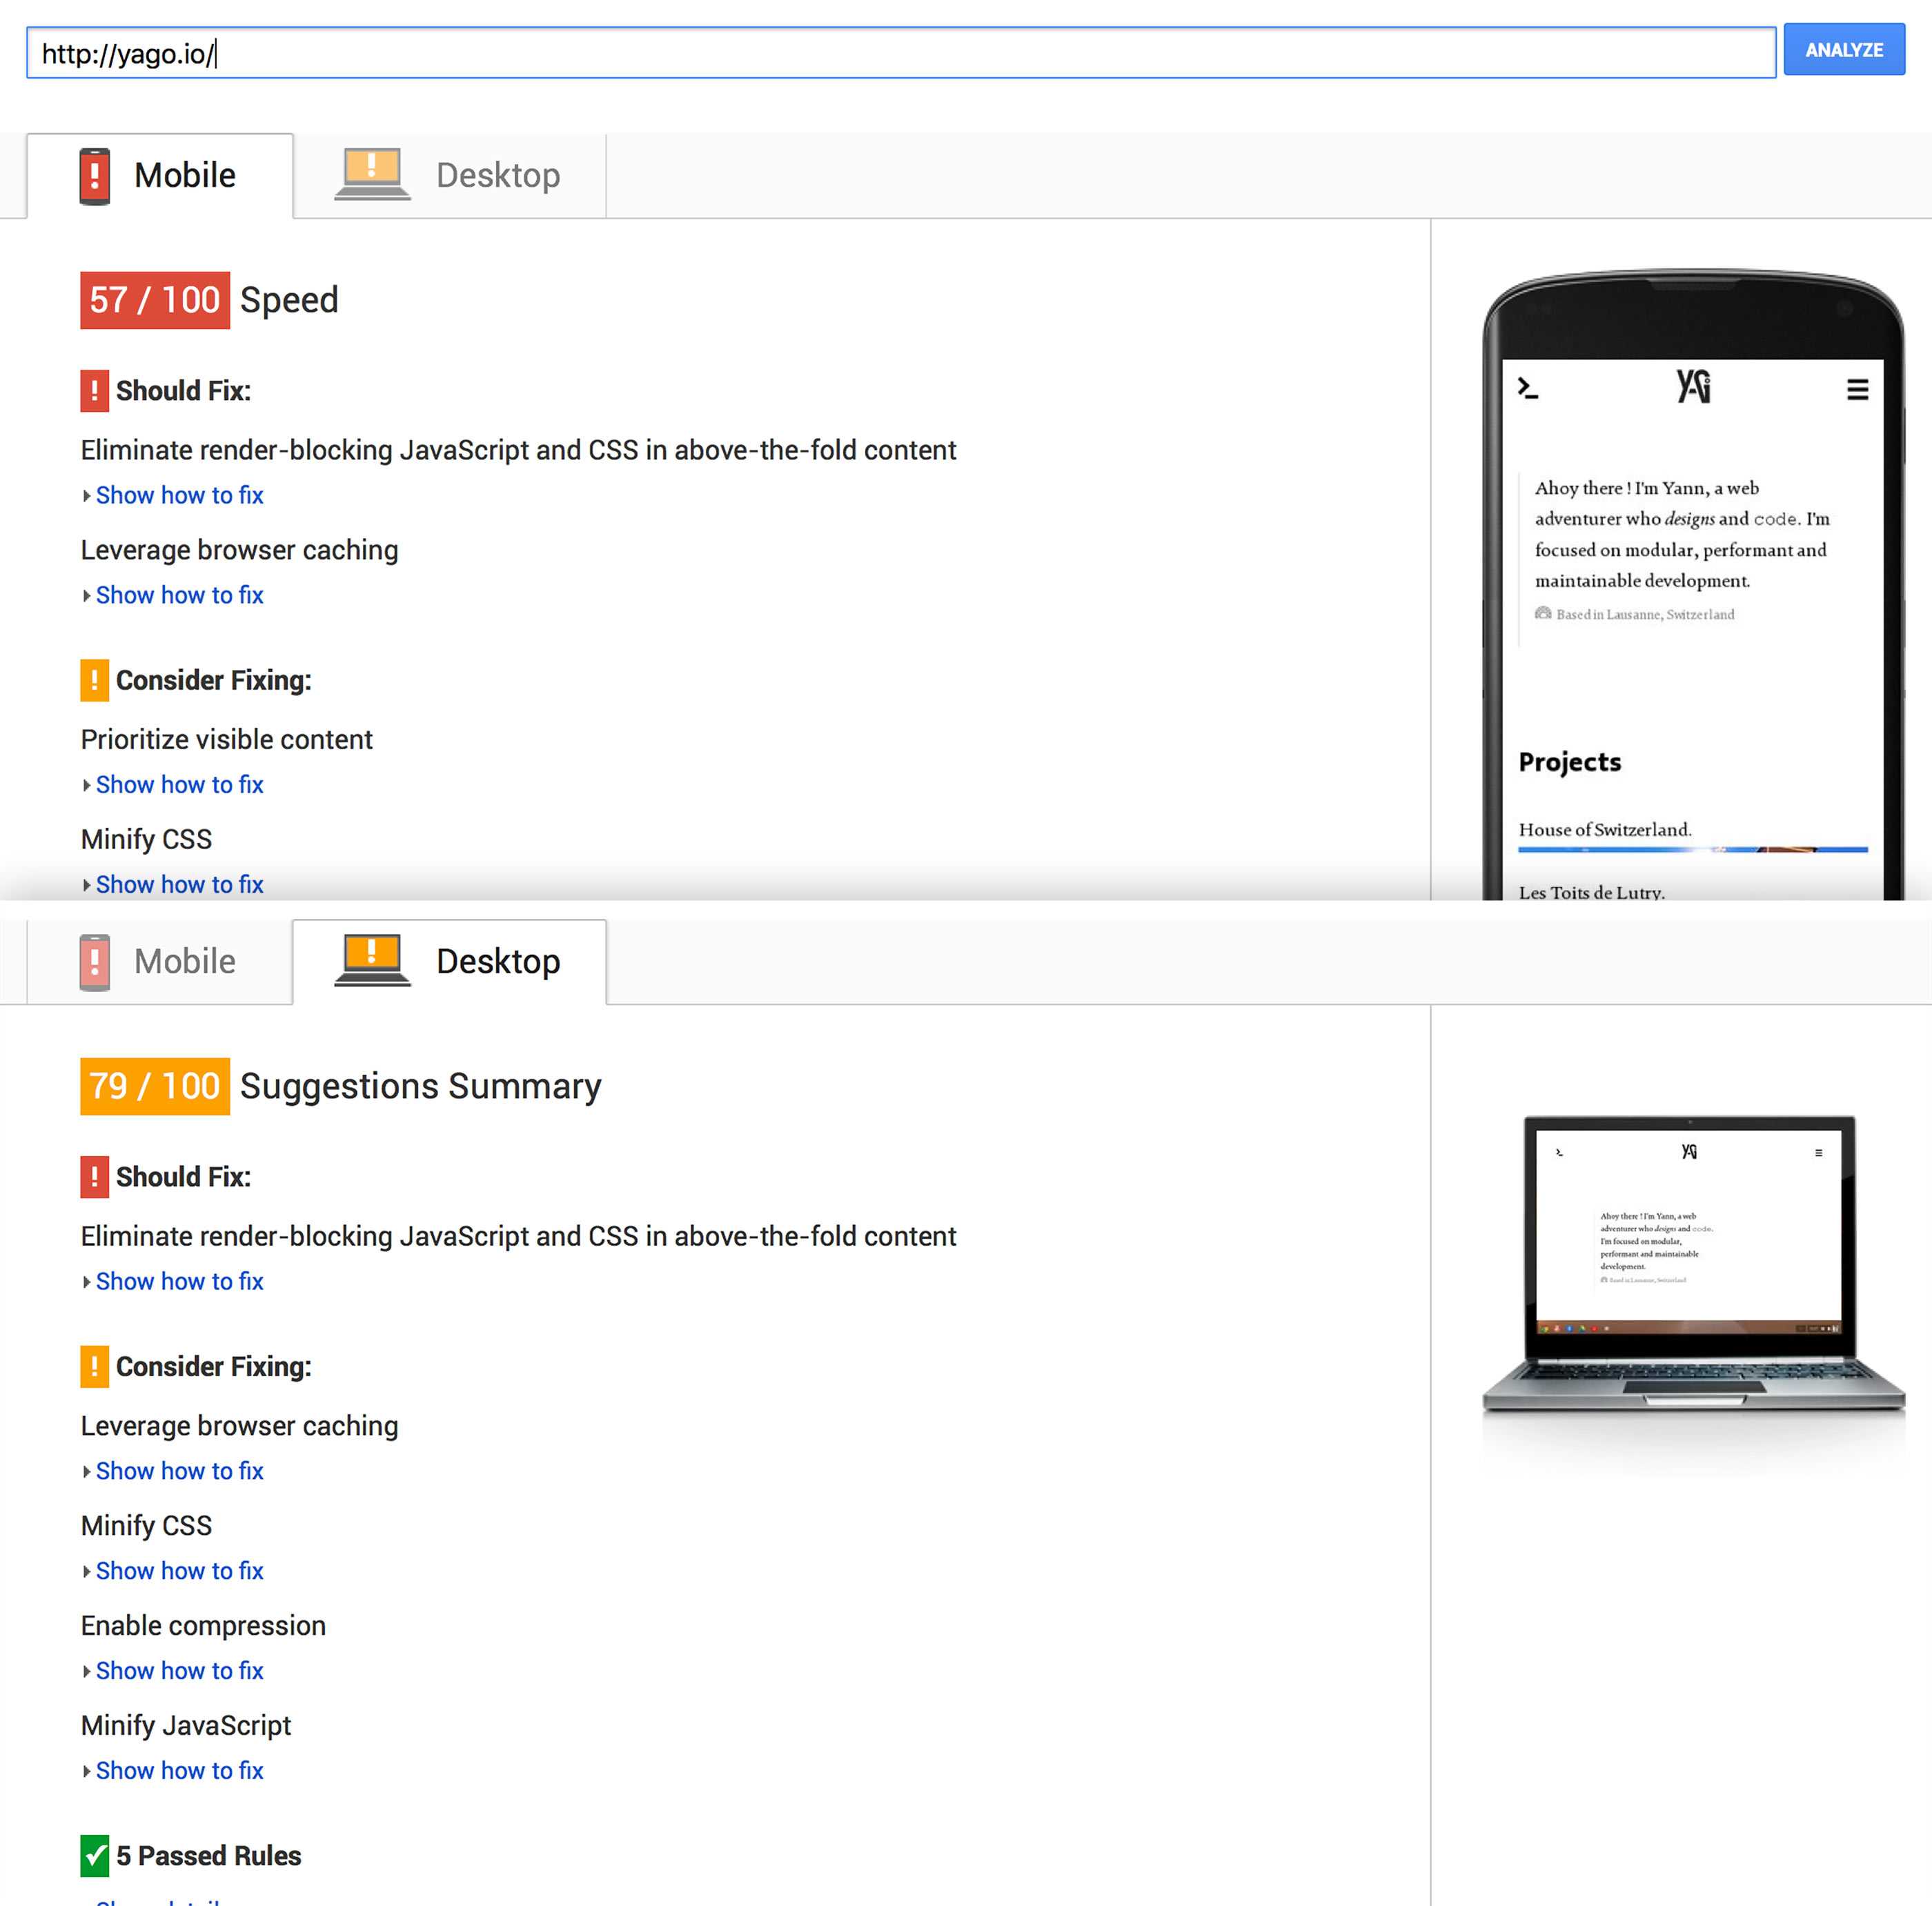 http://yago.io/
ANALYZE
Mobile
Desktop
57 / 100 Speed
! Should Fix:
Eliminate render-blocking JavaScript and CSS in above-the-fold content
Show how to fix
Leverage browser caching
Show how to fix
! Consider Fixing:
Prioritize visible content
Show how to fix
Minify CSS
Show how to fix
Ahoy there ! I'm Yann, a web
adventurer who designs and code. I'm
focused on modular, performant and
maintainable development.
Based in Lausanne, Switzerland
Projects
House of Switzerland.
Les Toits de Lutry.
Mobile
Desktop
79 / 100 Suggestions Summary
! Should Fix:
Eliminate render-blocking JavaScript and CSS in above-the-fold content
Show how to fix
! Consider Fixing:
Leverage browser caching
Show how to fix
Minify CSS
Show how to fix
Enable compression
Show how to fix
Minify JavaScript
Show how to fix
5 Passed Rules
Ahoy there ! I'm Yann, a web
adventurer who designs and code.
I'm focused on modular,
performant and maintainable
development.
Based in Lausanne, Switzerland